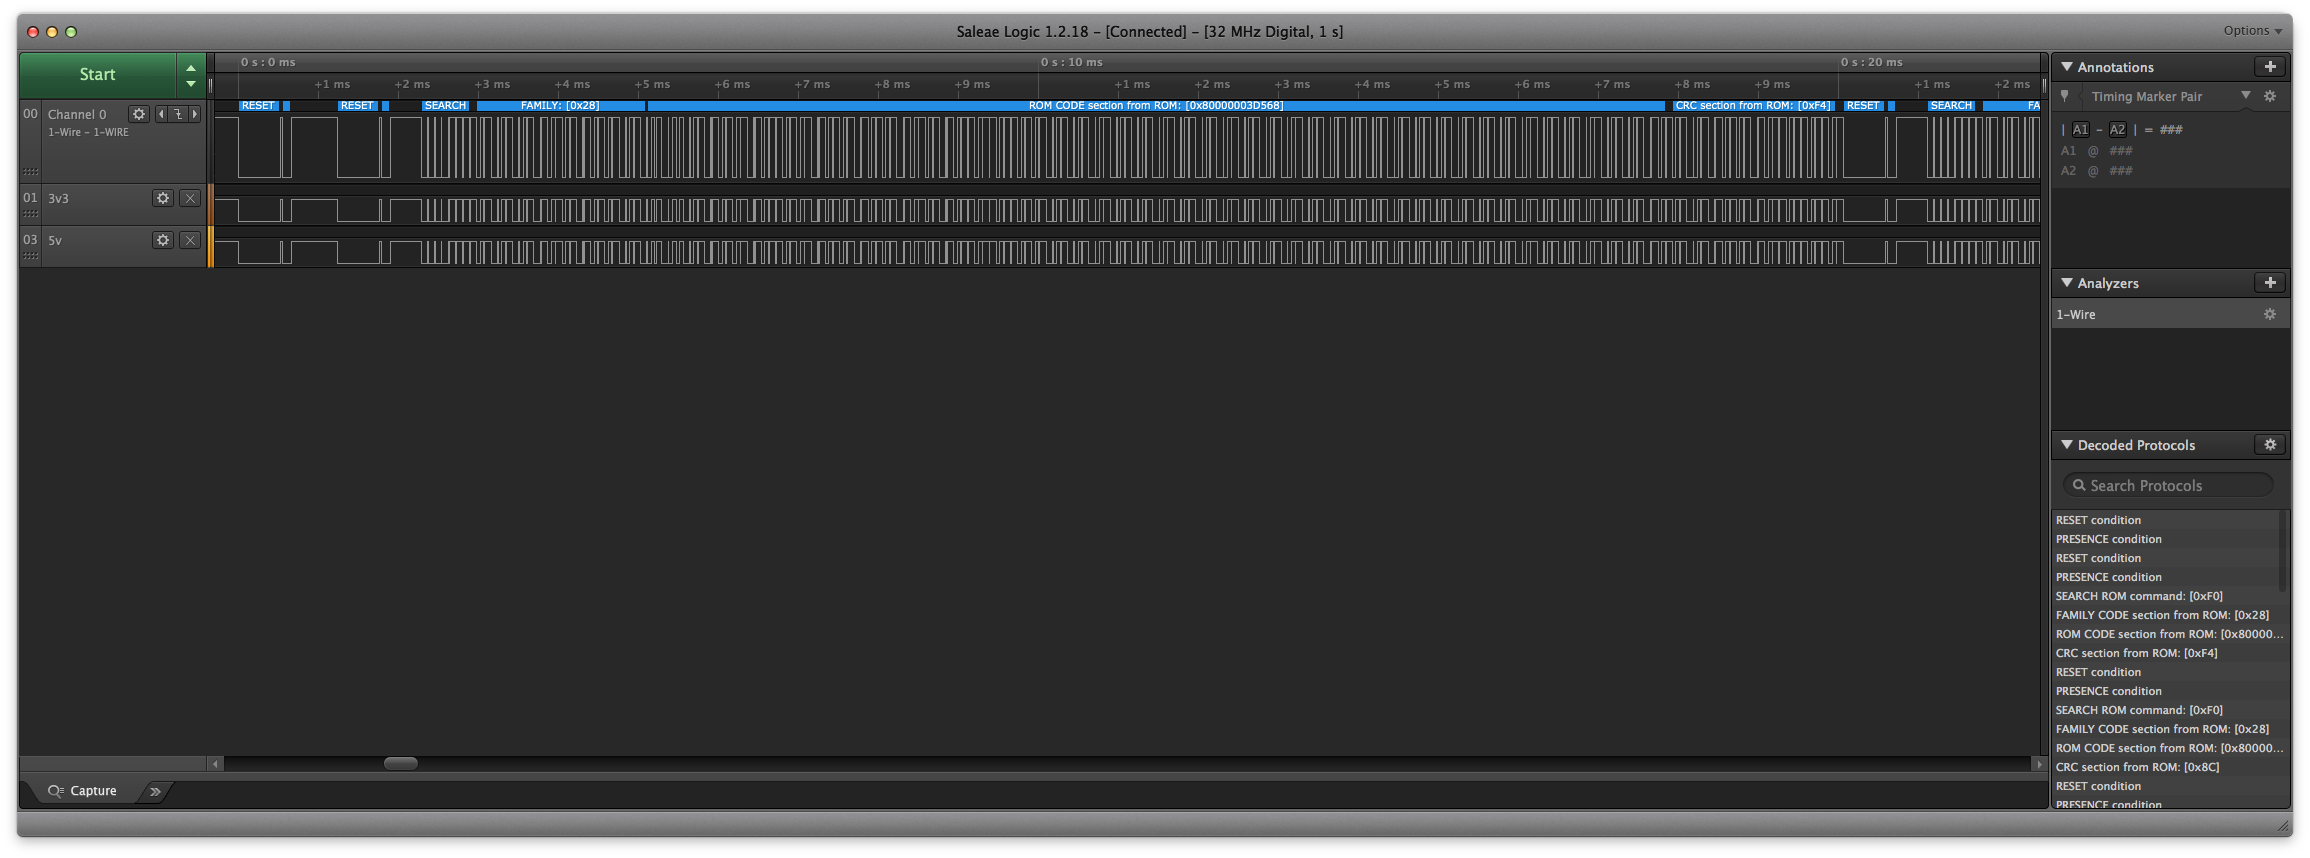 Saleae Logic 1.2.18 - [Connected] - [32 MHz Digital, 1 s]
Options
Start
0 s : 0 ms 0 s : 10 ms 0 s : 20 ms
+1 ms +2 ms +3 ms +4 ms +5 ms +6 ms +7 ms +8 ms +9 ms +1 ms +2 ms +3 ms +4 ms +5 ms +6 ms +7 ms +8 ms +9 ms +1 ms +2 ms
RESET RESET SEARCH FAMILY: [0x28] ROM CODE section from ROM: [0x80000003D568] CRC section from ROM: [0xF4] RESET SEARCH FA
00 Channel 0
1-Wire - 1-WIRE
01 3v3
03 5v
Capture
Annotations
Timing Marker Pair
| A1 - A2 | = ###
A1 @ ###
A2 @ ###
Analyzers
1-Wire
Decoded Protocols
Search Protocols
RESET condition
PRESENCE condition
RESET condition
PRESENCE condition
SEARCH ROM command: [0xF0]
FAMILY CODE section from ROM: [0x28]
ROM CODE section from ROM: [0x80000...
CRC section from ROM: [0xF4]
RESET condition
PRESENCE condition
SEARCH ROM command: [0xF0]
FAMILY CODE section from ROM: [0x28]
ROM CODE section from ROM: [0x80000...
CRC section from ROM: [0x8C]
RESET condition
PRESENCE condition